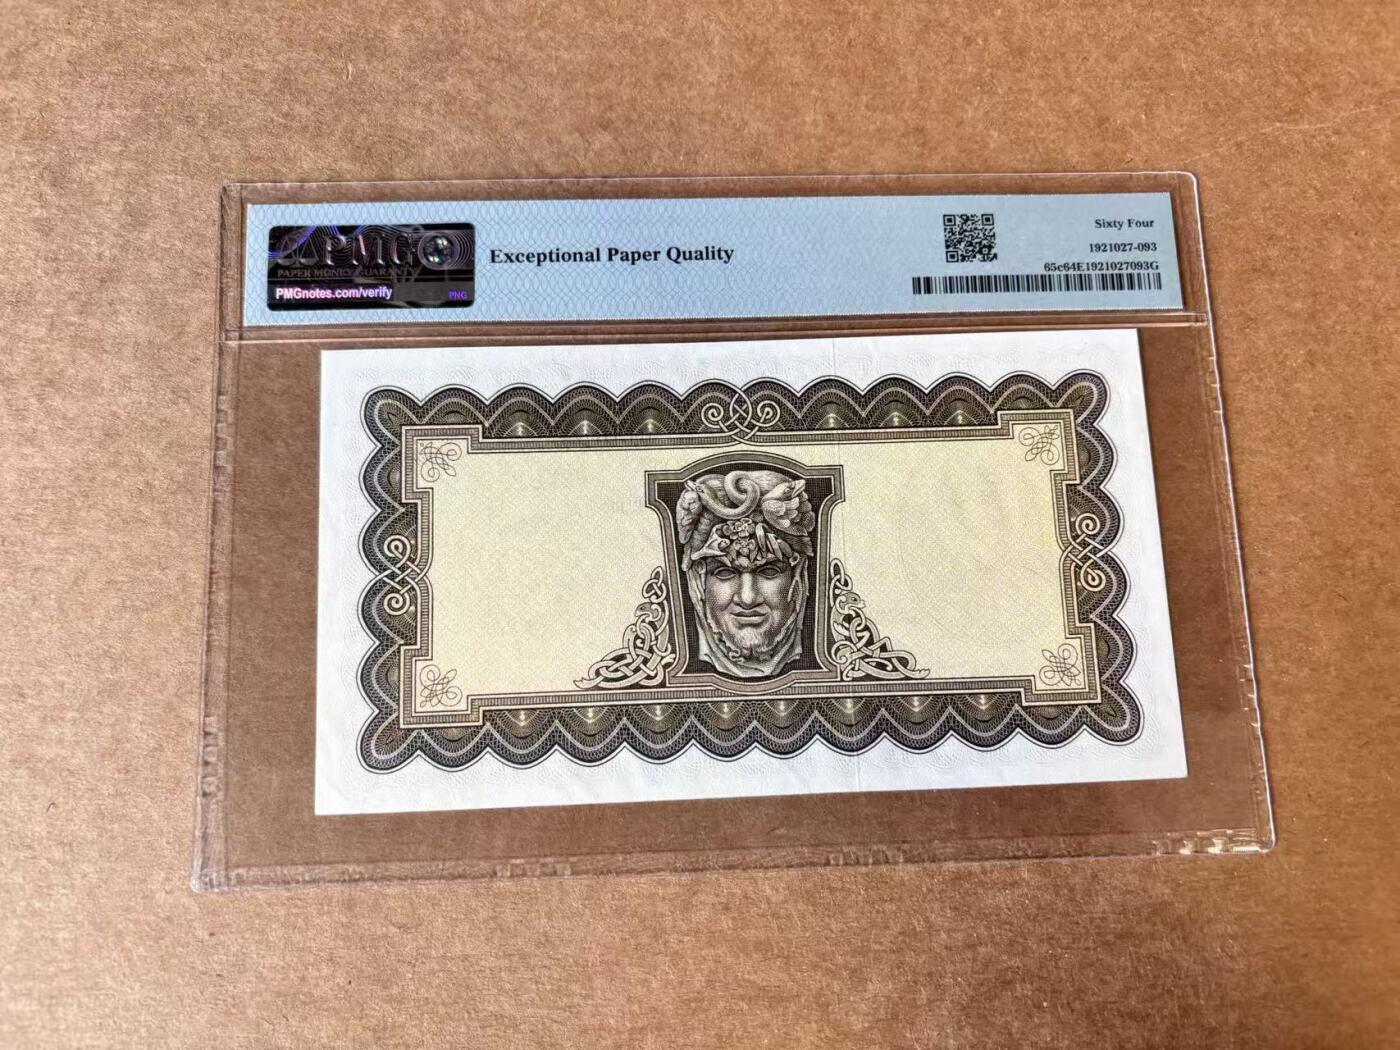 PMG
PAPER MONEY GUARANTY
PMGnotes.com/verify
PNG
Exceptional Paper Quality
Sixty Four
1921027-093
65c64E1921027093G